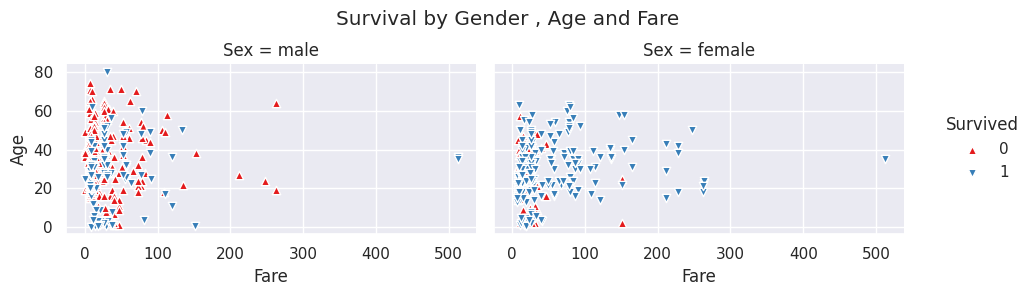 Survival by Gender , Age and Fare
Sex = male
Sex = female
Age
80
60
40
20
0
0 100 200 300 400 500
0 100 200 300 400 500
Fare
Fare
Survived
0
1